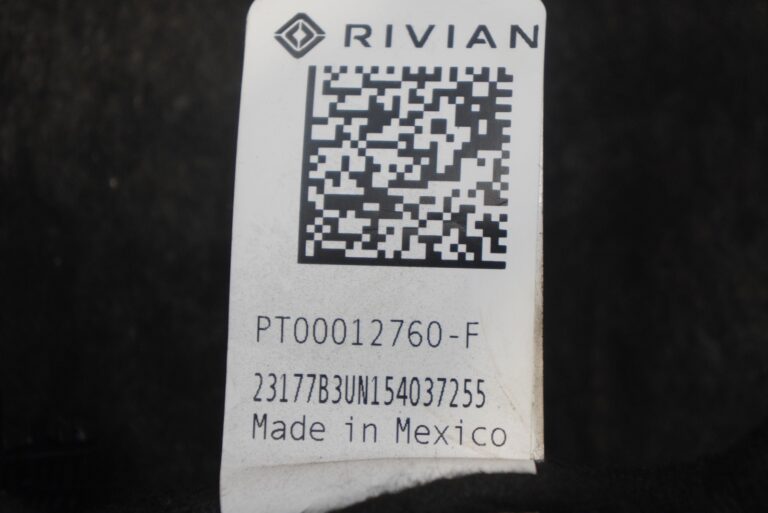 RIVIAN
PT00012760-F
23177B3UN154037255
Made in Mexico